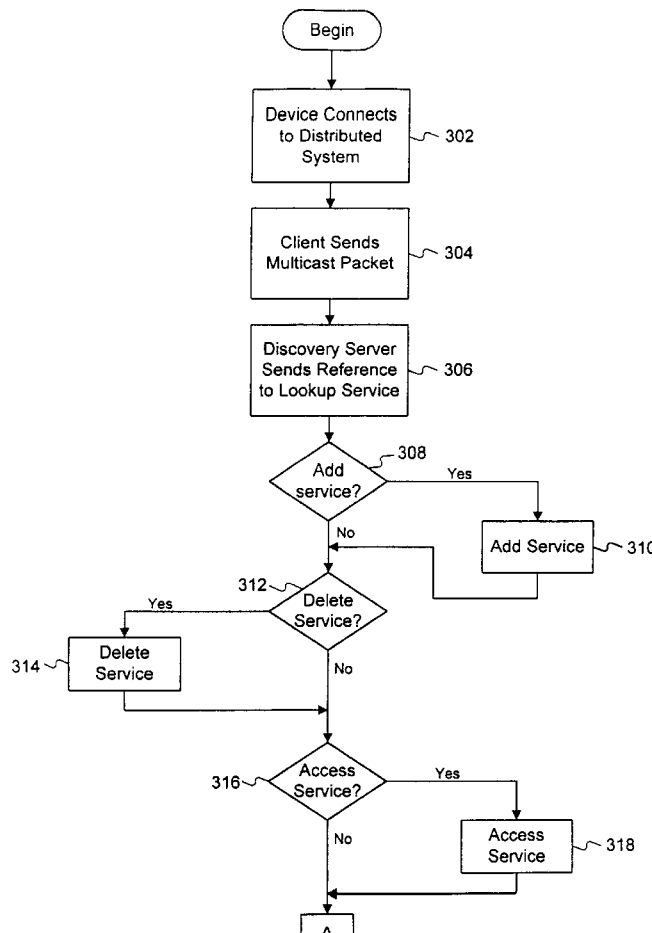 Begin
Device Connects
to Distributed
System
302
Client Sends
Multicast Packet
304
Discovery Server
Sends Reference
to Lookup Service
306
308
Add
service?
Yes
No
Add Service
310
312
Delete
Service?
Yes
No
314
Delete
Service
316
Access
Service?
Yes
No
Access
Service
318
A